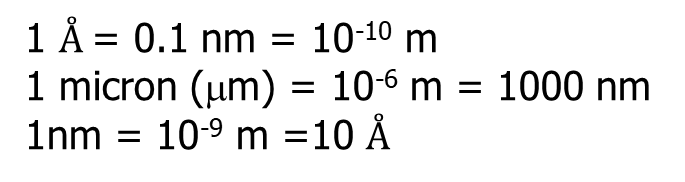 1 Å = 0.1 nm = 10⁻¹⁰ m
1 micron (μm) = 10⁻⁶ m = 1000 nm
1nm = 10⁻⁹ m =10 Å